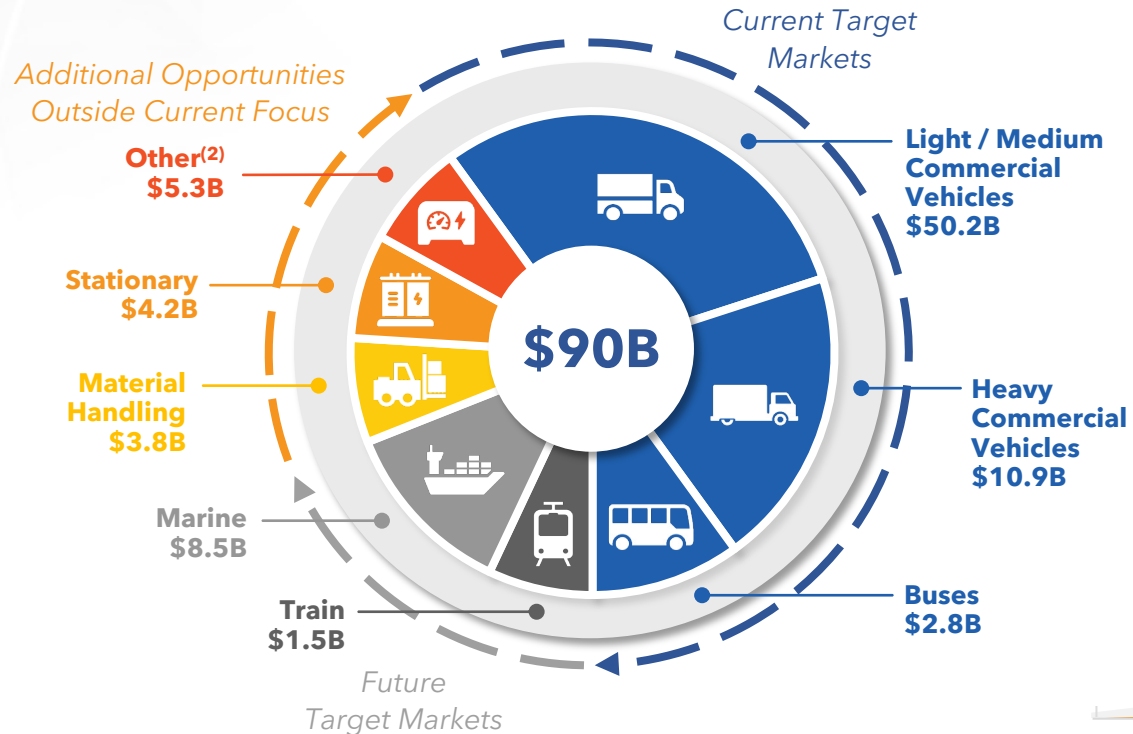 Current Target
Markets
Additional Opportunities
Outside Current Focus
Other(2)
$5.3B
Light / Medium
Commercial
Vehicles
$50.2B
Stationary
$4.2B
$90B
Material
Handling
$3.8B
Heavy
Commercial
Vehicles
$10.9B
Marine
$8.5B
Train
$1.5B
Buses
$2.8B
Future
Target Markets